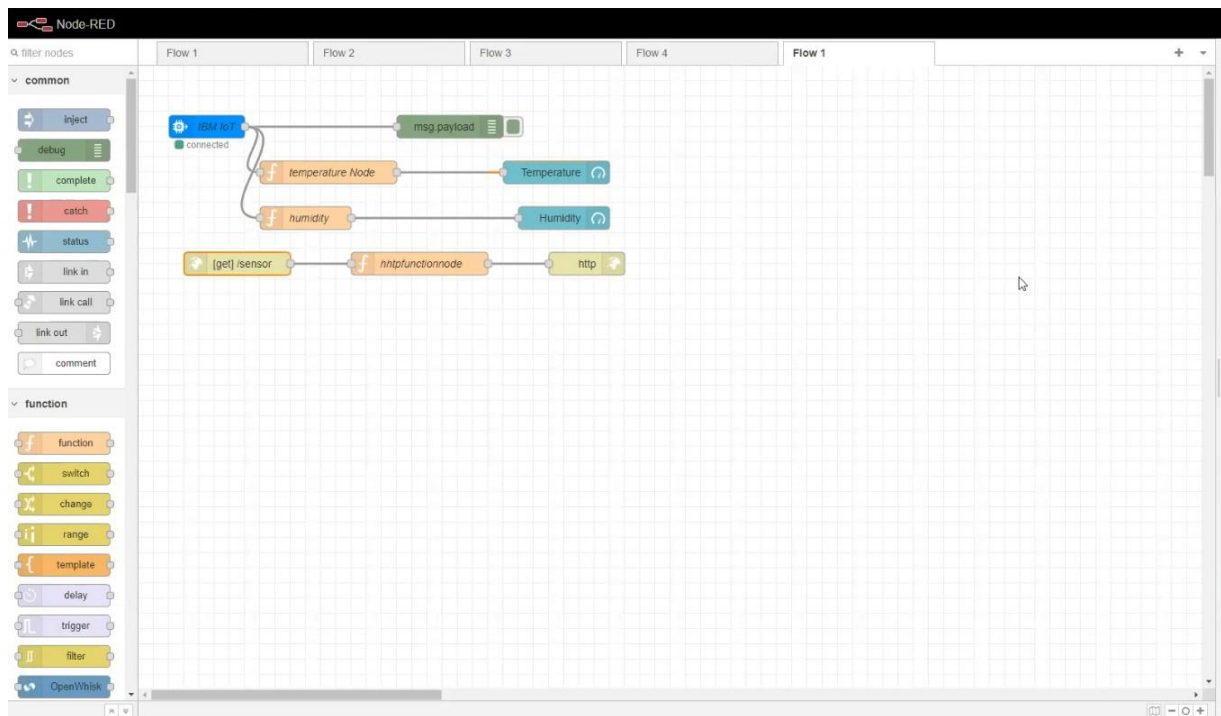 Node-RED
filter nodes
Flow 1
Flow 2
Flow 3
Flow 4
Flow 1
common
inject
debug
complete
catch
status
link in
link call
link out
comment
function
function
switch
change
range
template
delay
trigger
filter
OpenWhisk
IBM IoT
connected
msg.payload
temperature Node
Temperature
humidity
Humidity
[get] /sensor
hhtpfunctionnode
http